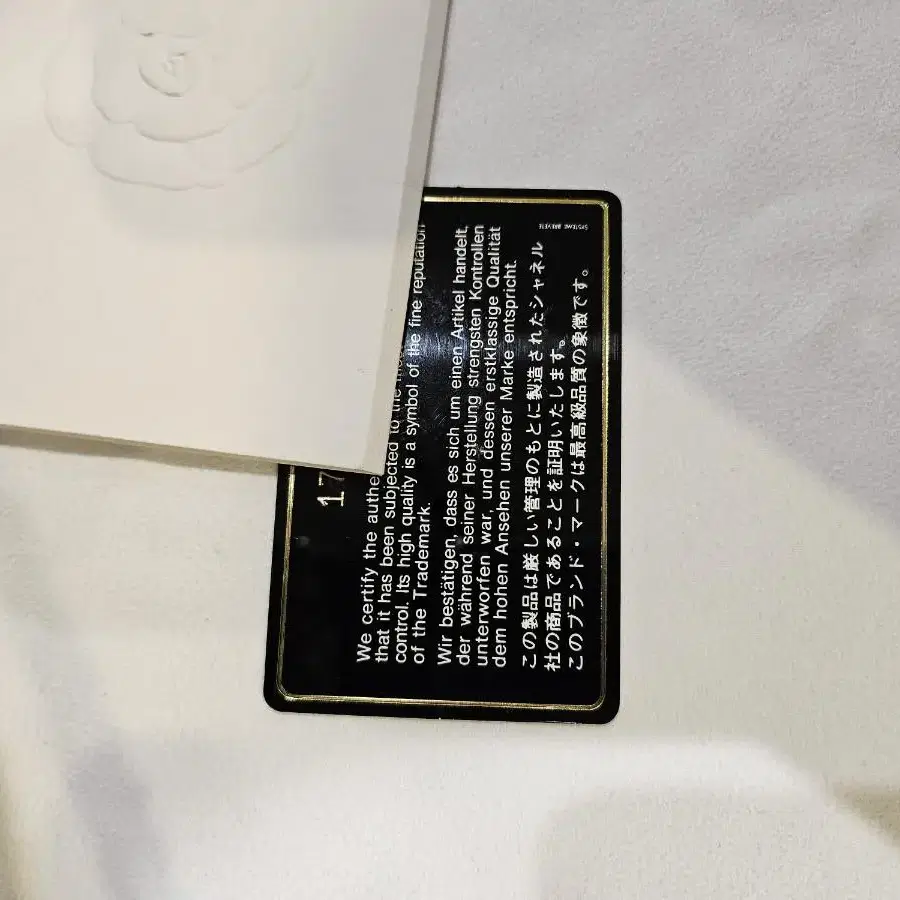 17
We certify the authe
that it has been subjected to the
control. Its high quality is a symbol of the fine reputation
of the Trademark.
Wir bestätigen, dass es sich um einen Artikel handelt,
der während seiner Herstellung strengsten Kontrollen
unterworfen war, und dessen erstklassige Qualität
dem hohen Ansehen unserer Marke entspricht.
この製品は厳しい管理のもとに製造されたシャネル
社の商品であることを証明いたします。
このブランド・マークは最高級品質の象徴です。
SYSTEME BREVETE